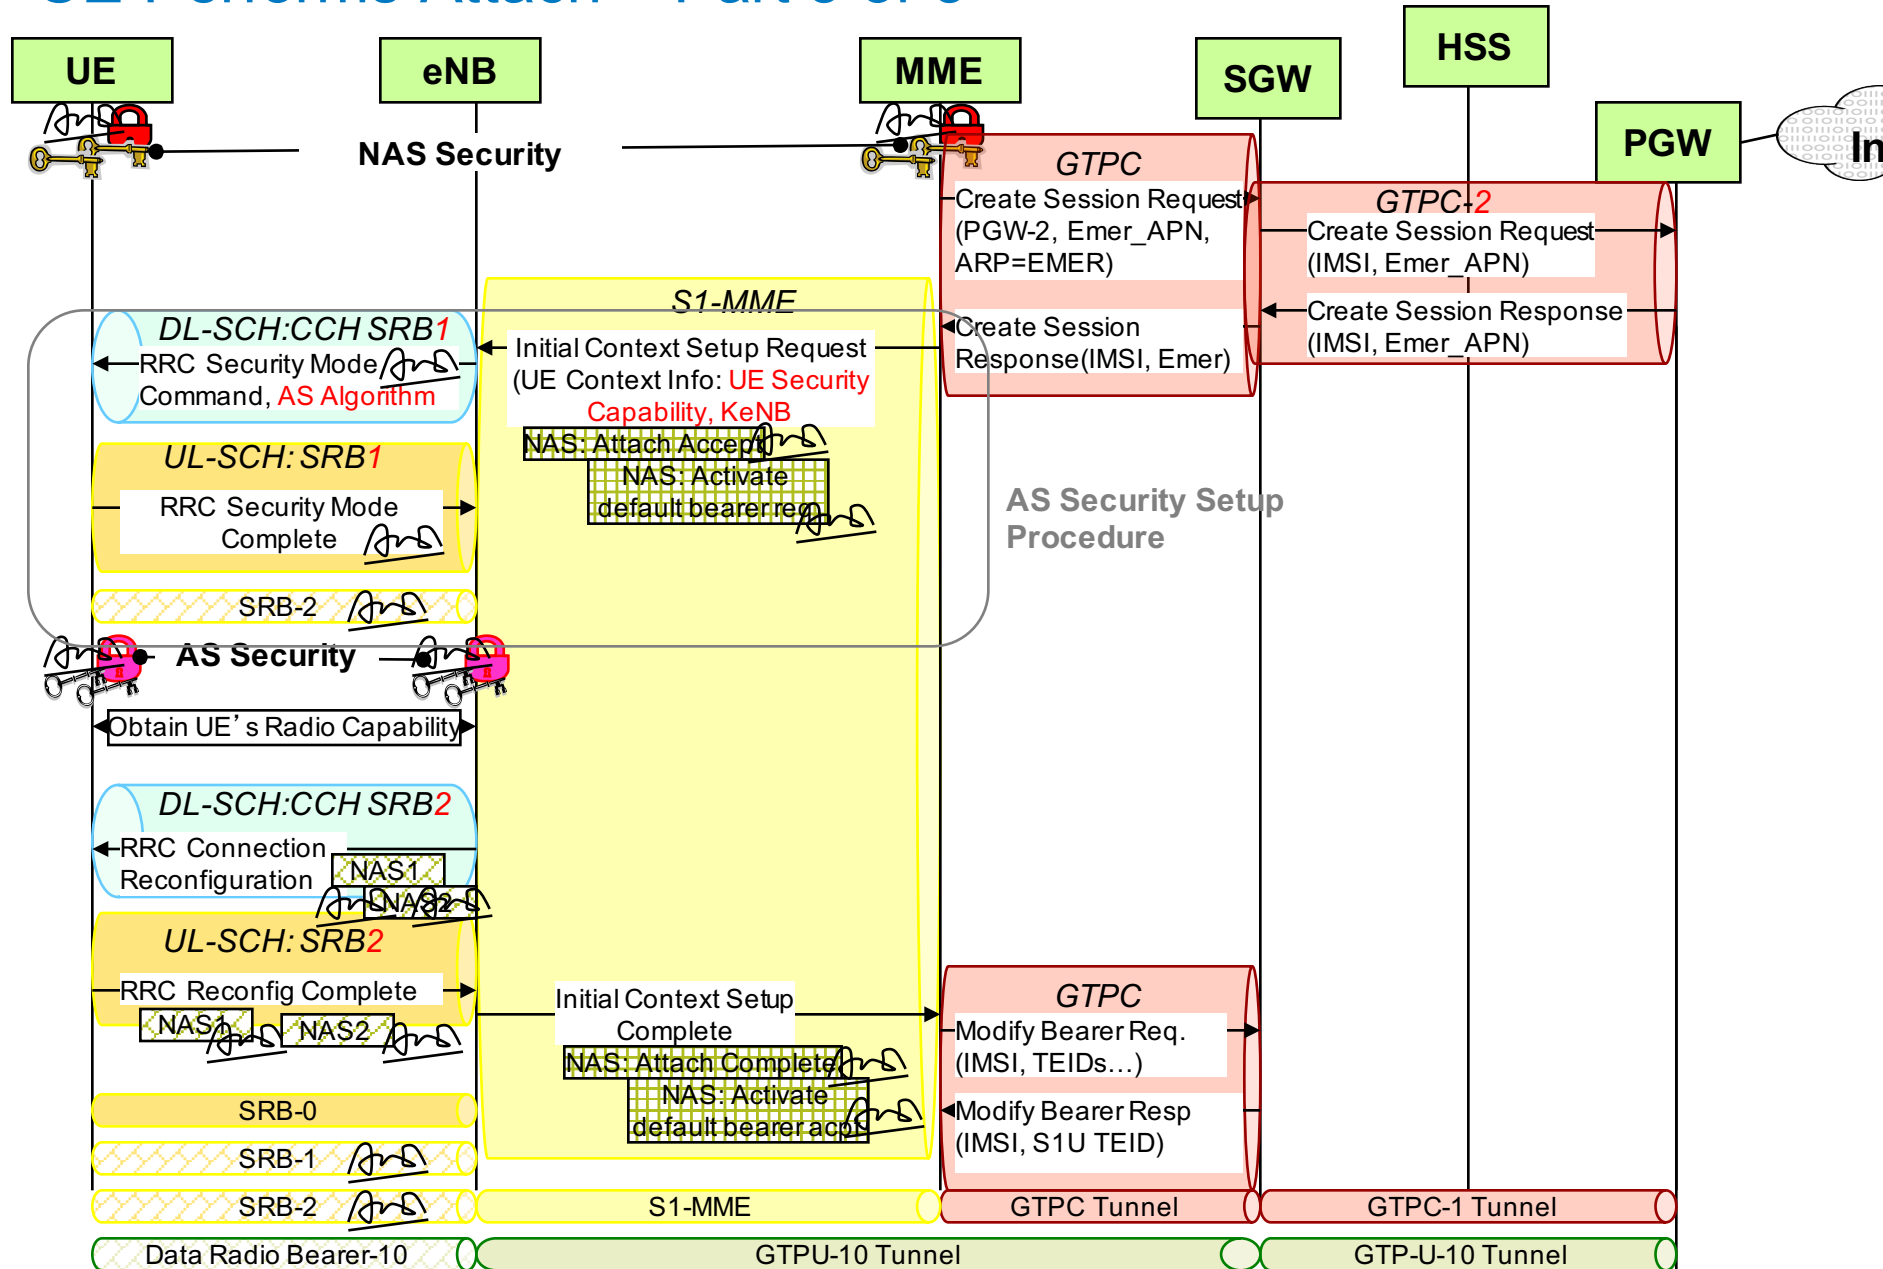 UE
eNB
MME
SGW
HSS
PGW
NAS Security
GTPC
Create Session Request
(PGW-2, Emer_APN,
ARP=EMER)
GTPC-2
Create Session Request
(IMSI, Emer_APN)
Create Session Response
(IMSI, Emer_APN)
Create Session
Response(IMSI, Emer)
S1-MME
Initial Context Setup Request
(UE Context Info: UE Security
Capability, KeNB
NAS: Attach Accept
NAS: Activate
default bearer req
DL-SCH:CCH SRB1
RRC Security Mode
Command, AS Algorithm
UL-SCH: SRB1
RRC Security Mode
Complete
AS Security Setup
Procedure
SRB-2
AS Security
Obtain UE’s Radio Capability
DL-SCH:CCH SRB2
RRC Connection
Reconfiguration
NAS1
NAS2
UL-SCH: SRB2
RRC Reconfig Complete
NAS1
NAS2
Initial Context Setup
Complete
NAS: Attach Complete
NAS: Activate
default bearer acpt
GTPC
Modify Bearer Req.
(IMSI, TEIDs…)
Modify Bearer Resp
(IMSI, S1U TEID)
SRB-0
SRB-1
SRB-2
S1-MME
GTPC Tunnel
GTPC-1 Tunnel
Data Radio Bearer-10
GTPU-10 Tunnel
GTP-U-10 Tunnel